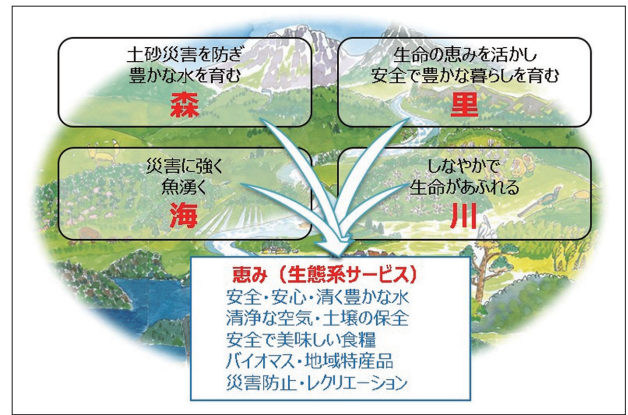 土砂災害を防ぎ
豊かな水を育む
森
生命の恵みを活かし
安全で豊かな暮らしを育む
里
災害に強く
魚湧く
海
しなやかで
生命があふれる
川
恵み（生態系サービス）
安全・安心・清く豊かな水
清浄な空気・土壌の保全
安全で美味しい食糧
バイオマス・地域特産品
災害防止・レクリエーション